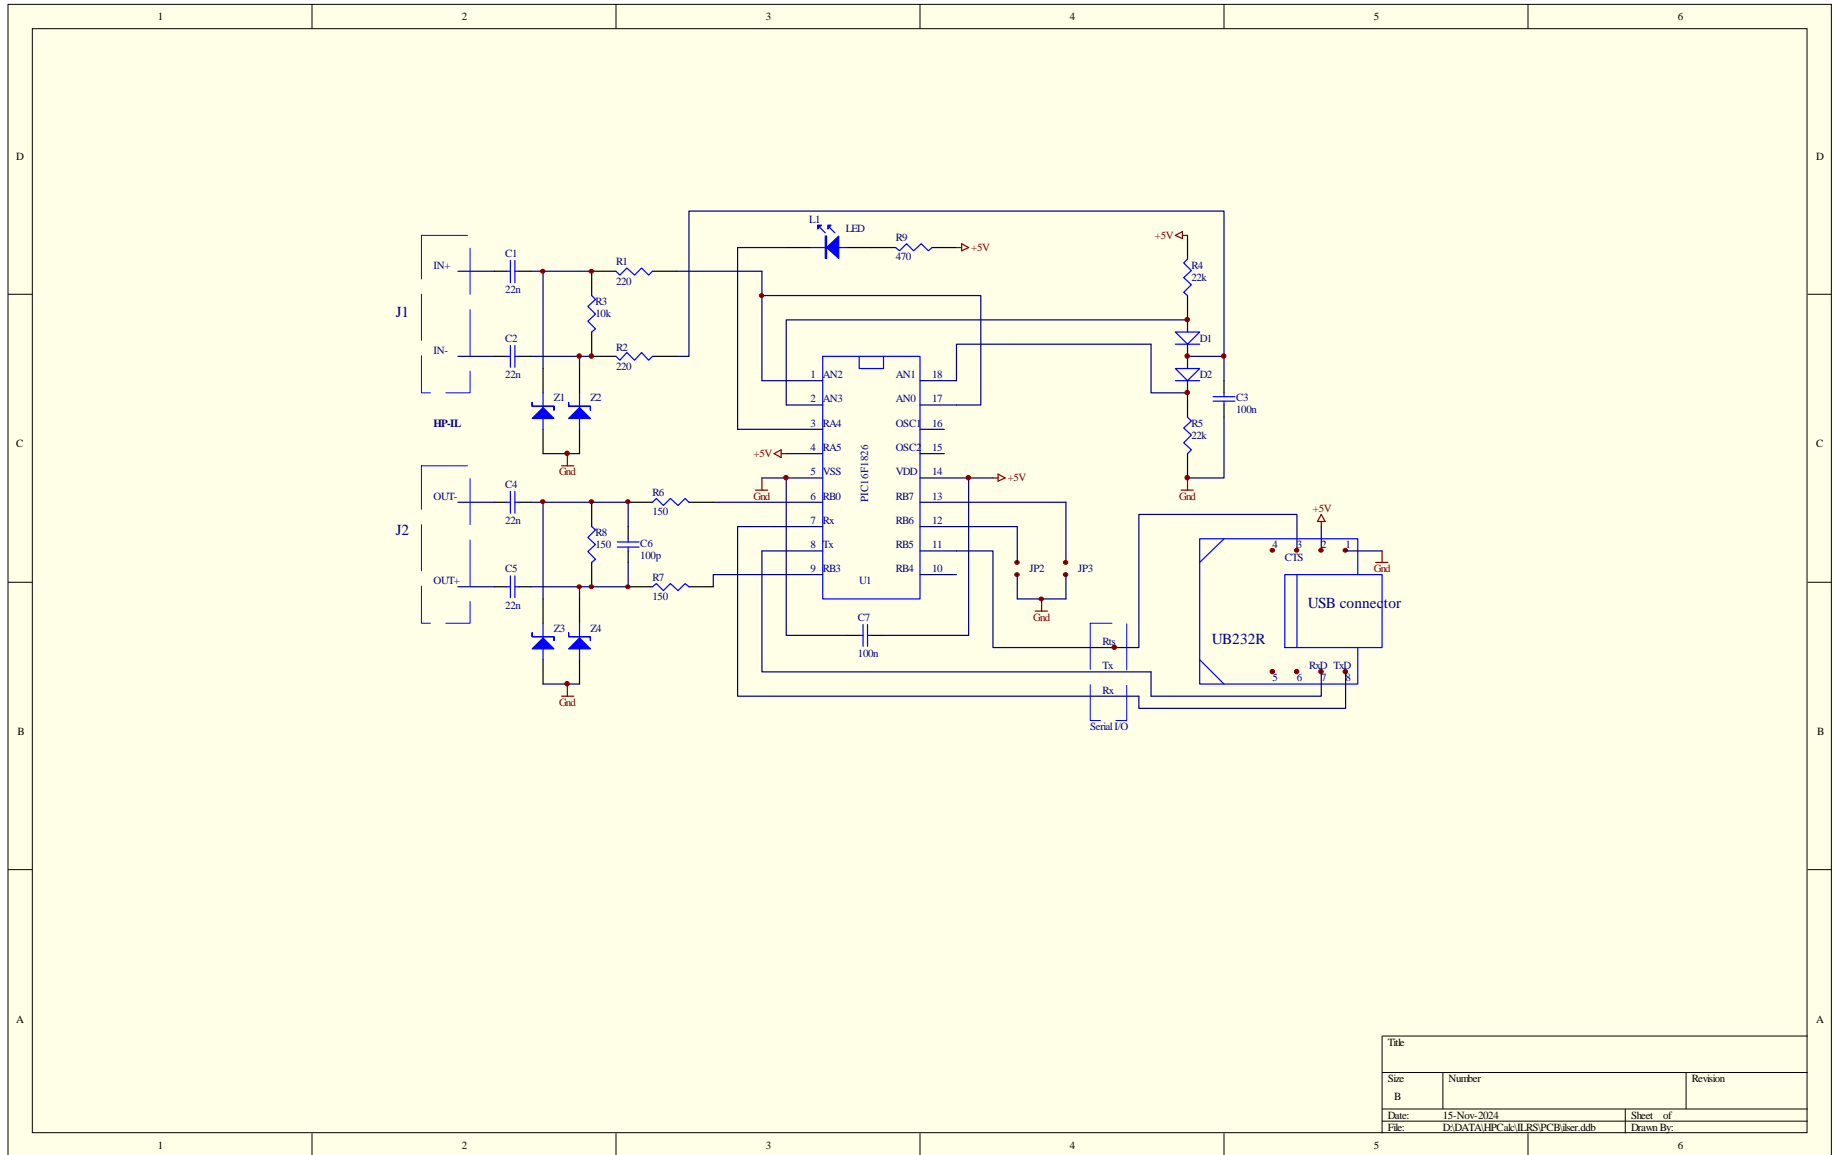 1 2 3 4 5 6
D D
L1 LED
R9
470
+5V
+5V
C1
IN+
22n
R1
220
R4
22k
R3
10k
J1
C2
IN-
22n
R2
220
D1
D2
1 AN2 AN1 18
2 AN3 AN0 17
3 RA4 OSC1 16
4 RA5 OSC2 15
5 VSS VDD 14
6 RB0 RB7 13
7 Rx RB6 12
8 Tx RB5 11
9 RB3 RB4 10
PIC16F1826
U1
C3
100n
Z1 Z2
HP-IL
R5
22k
C C
+5V
Gnd
Gnd
+5V
Gnd
OUT-
C4
22n
R6
150
J2
R8
150
C6
100p
OUT+
C5
22n
R7
150
+5V
4 3 2 1
CTS
Gnd
JP2 JP3
Gnd
USB connector
UB232R
C7
100n
Z3 Z4
Rts
Tx
Rx
Serial I/O
RxD TxD
5 6 7 8
Gnd
B B
A A
Title
Size Number Revision
B
Date: 15-Nov-2024 Sheet of
File: D:\DATA\HPCalc\ILRS\PCB\ilser.ddb Drawn By:
1 2 3 4 5 6